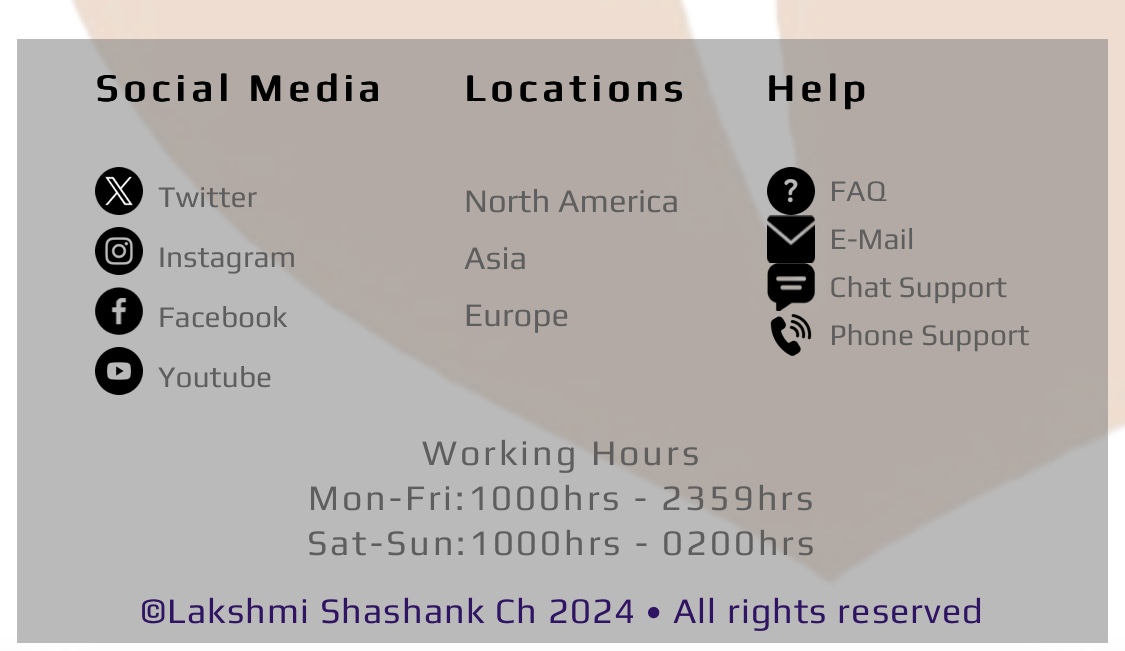 Social Media
Twitter
Instagram
Facebook
Youtube
Locations
North America
Asia
Europe
Help
FAQ
E-Mail
Chat Support
Phone Support
Working Hours
Mon-Fri:1000hrs - 2359hrs
Sat-Sun:1000hrs - 0200hrs
©Lakshmi Shashank Ch 2024 • All rights reserved